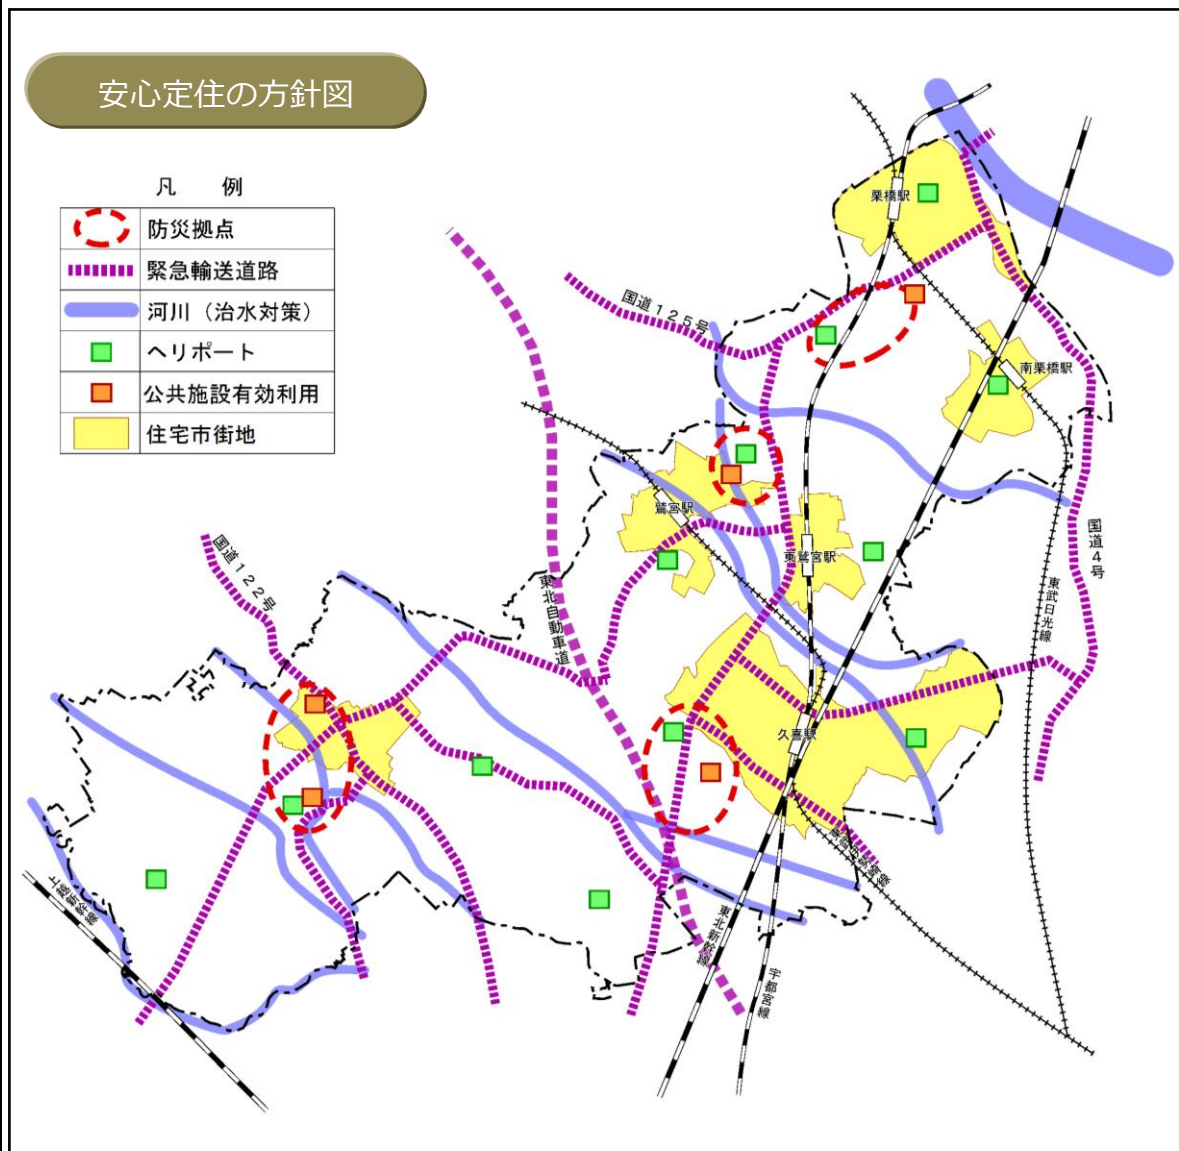 安心定住の方針図
凡 例
防災拠点
緊急輸送道路
河川（治水対策）
ヘリポート
公共施設有効利用
住宅市街地
栗橋駅
国道１２５号
南栗橋駅
鷲宮駅
東鷲宮駅
国道４号
国道１２２号
東北自動車道
東武日光線
久喜駅
上越新幹線
東北新幹線
宇都宮線